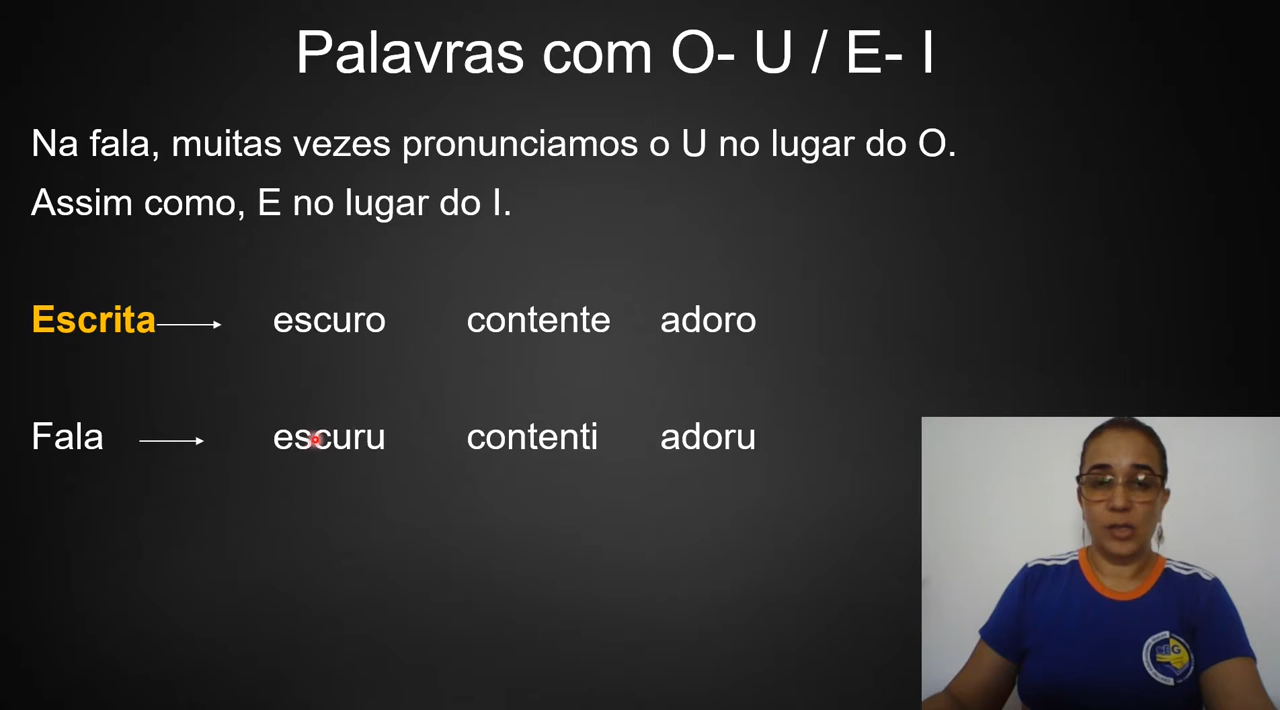 Palavras com O- U / E- I
Na fala, muitas vezes pronunciamos o U no lugar do O.
Assim como, E no lugar do I.
Escrita escuro contente adoro
Fala escuru contenti adoru